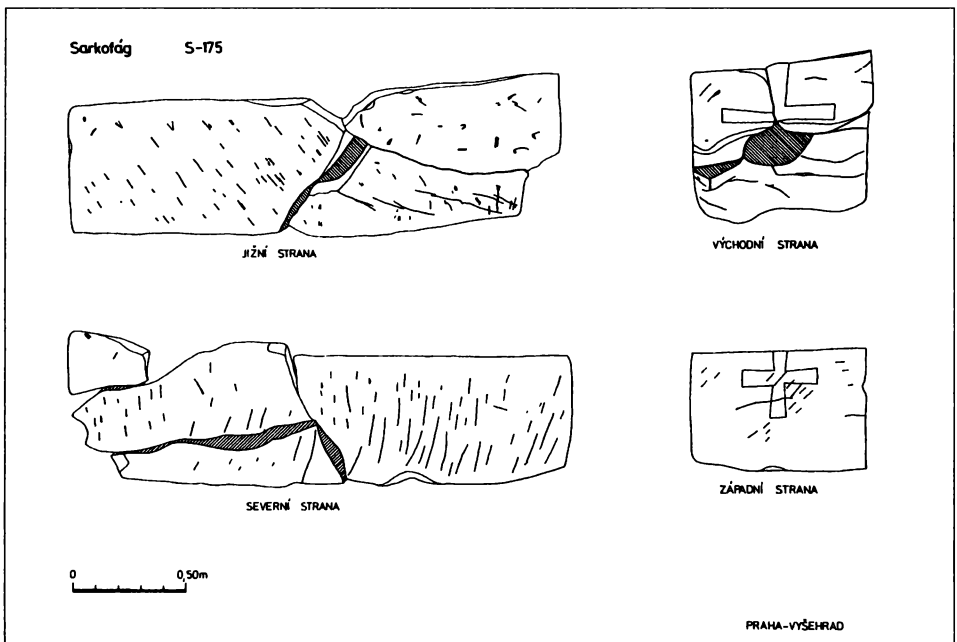 Sarkofág S-175
JIŽNÍ STRANA
VÝCHODNÍ STRANA
SEVERNÍ STRANA
ZÁPADNÍ STRANA
0 0,50m
PRAHA-VYŠEHRAD